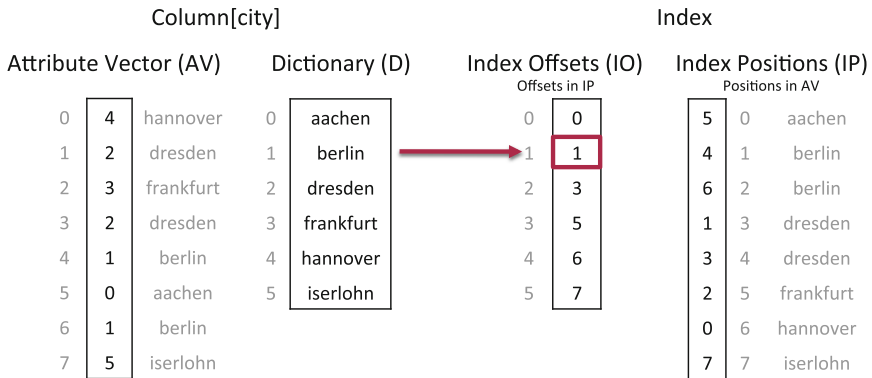 Column[city] Index
Attribute Vector (AV) Dictionary (D) Index Offsets (IO) Index Positions (IP)
Offsets in IP Positions in AV
0 4 hannover 0 aachen 0 0 5 0 aachen
1 2 dresden 1 berlin 1 1 4 1 berlin
2 3 frankfurt 2 dresden 2 3 6 2 berlin
3 2 dresden 3 frankfurt 3 5 1 3 dresden
4 1 berlin 4 hannover 4 6 3 4 dresden
5 0 aachen 5 iserlohn 5 7 2 5 frankfurt
6 1 berlin 0 6 hannover
7 5 iserlohn 7 7 iserlohn